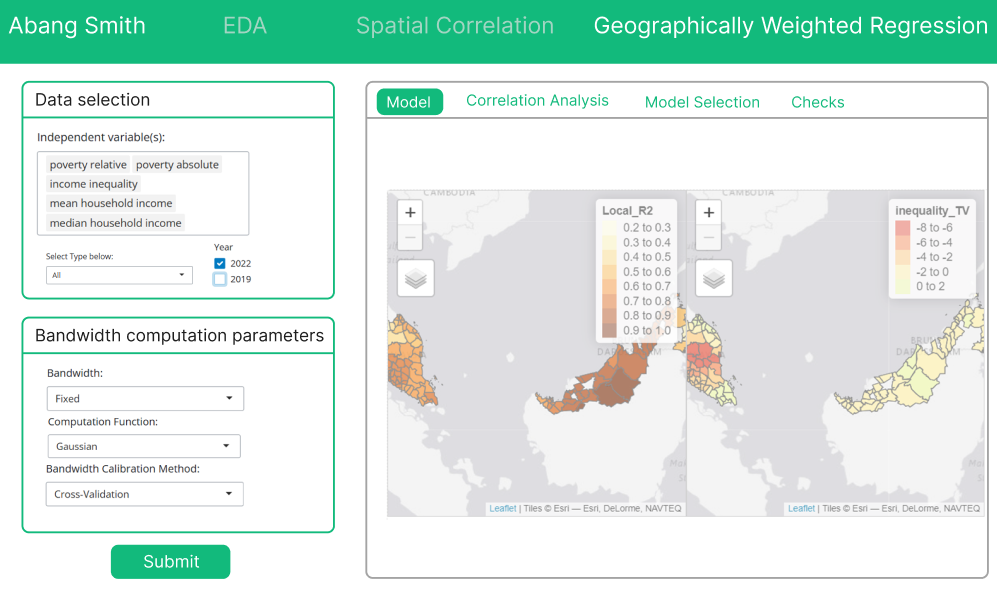 Abang Smith
EDA
Spatial Correlation
Geographically Weighted Regression
Data selection
Independent variable(s):
poverty relative poverty absolute
income inequality
mean household income
median household income
Select Type below:
All
Year
2022
2019
Bandwidth computation parameters
Bandwidth:
Fixed
Computation Function:
Gaussian
Bandwidth Calibration Method:
Cross-Validation
Submit
Model
Correlation Analysis
Model Selection
Checks
CAMBODIA
+
−
Local_R2
0.2 to 0.3
0.3 to 0.4
0.4 to 0.5
0.5 to 0.6
0.6 to 0.7
0.7 to 0.8
0.8 to 0.9
0.9 to 1.0
Leaflet | Tiles © Esri — Esri, DeLorme, NAVTEQ
CAMBODIA
+
−
inequality_TV
-8 to -6
-6 to -4
-4 to -2
-2 to 0
0 to 2
Leaflet | Tiles © Esri — Esri, DeLorme, NAVTEQ